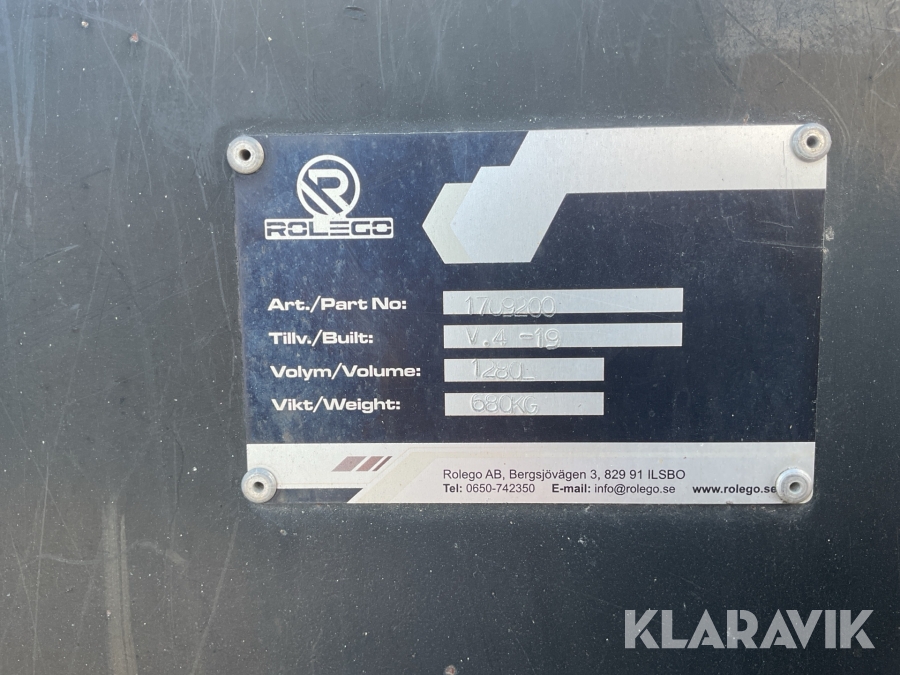 R
ROLEGO
Art./Part No: 1709200
Tillv./Built: V.4 -19
Volym/Volume: 1280L
Vikt/Weight: 680KG
Rolego AB, Bergsjövägen 3, 829 91 ILSBO
Tel: 0650-742350 E-mail: info@rolego.se www.rolego.se
KLARAVIK